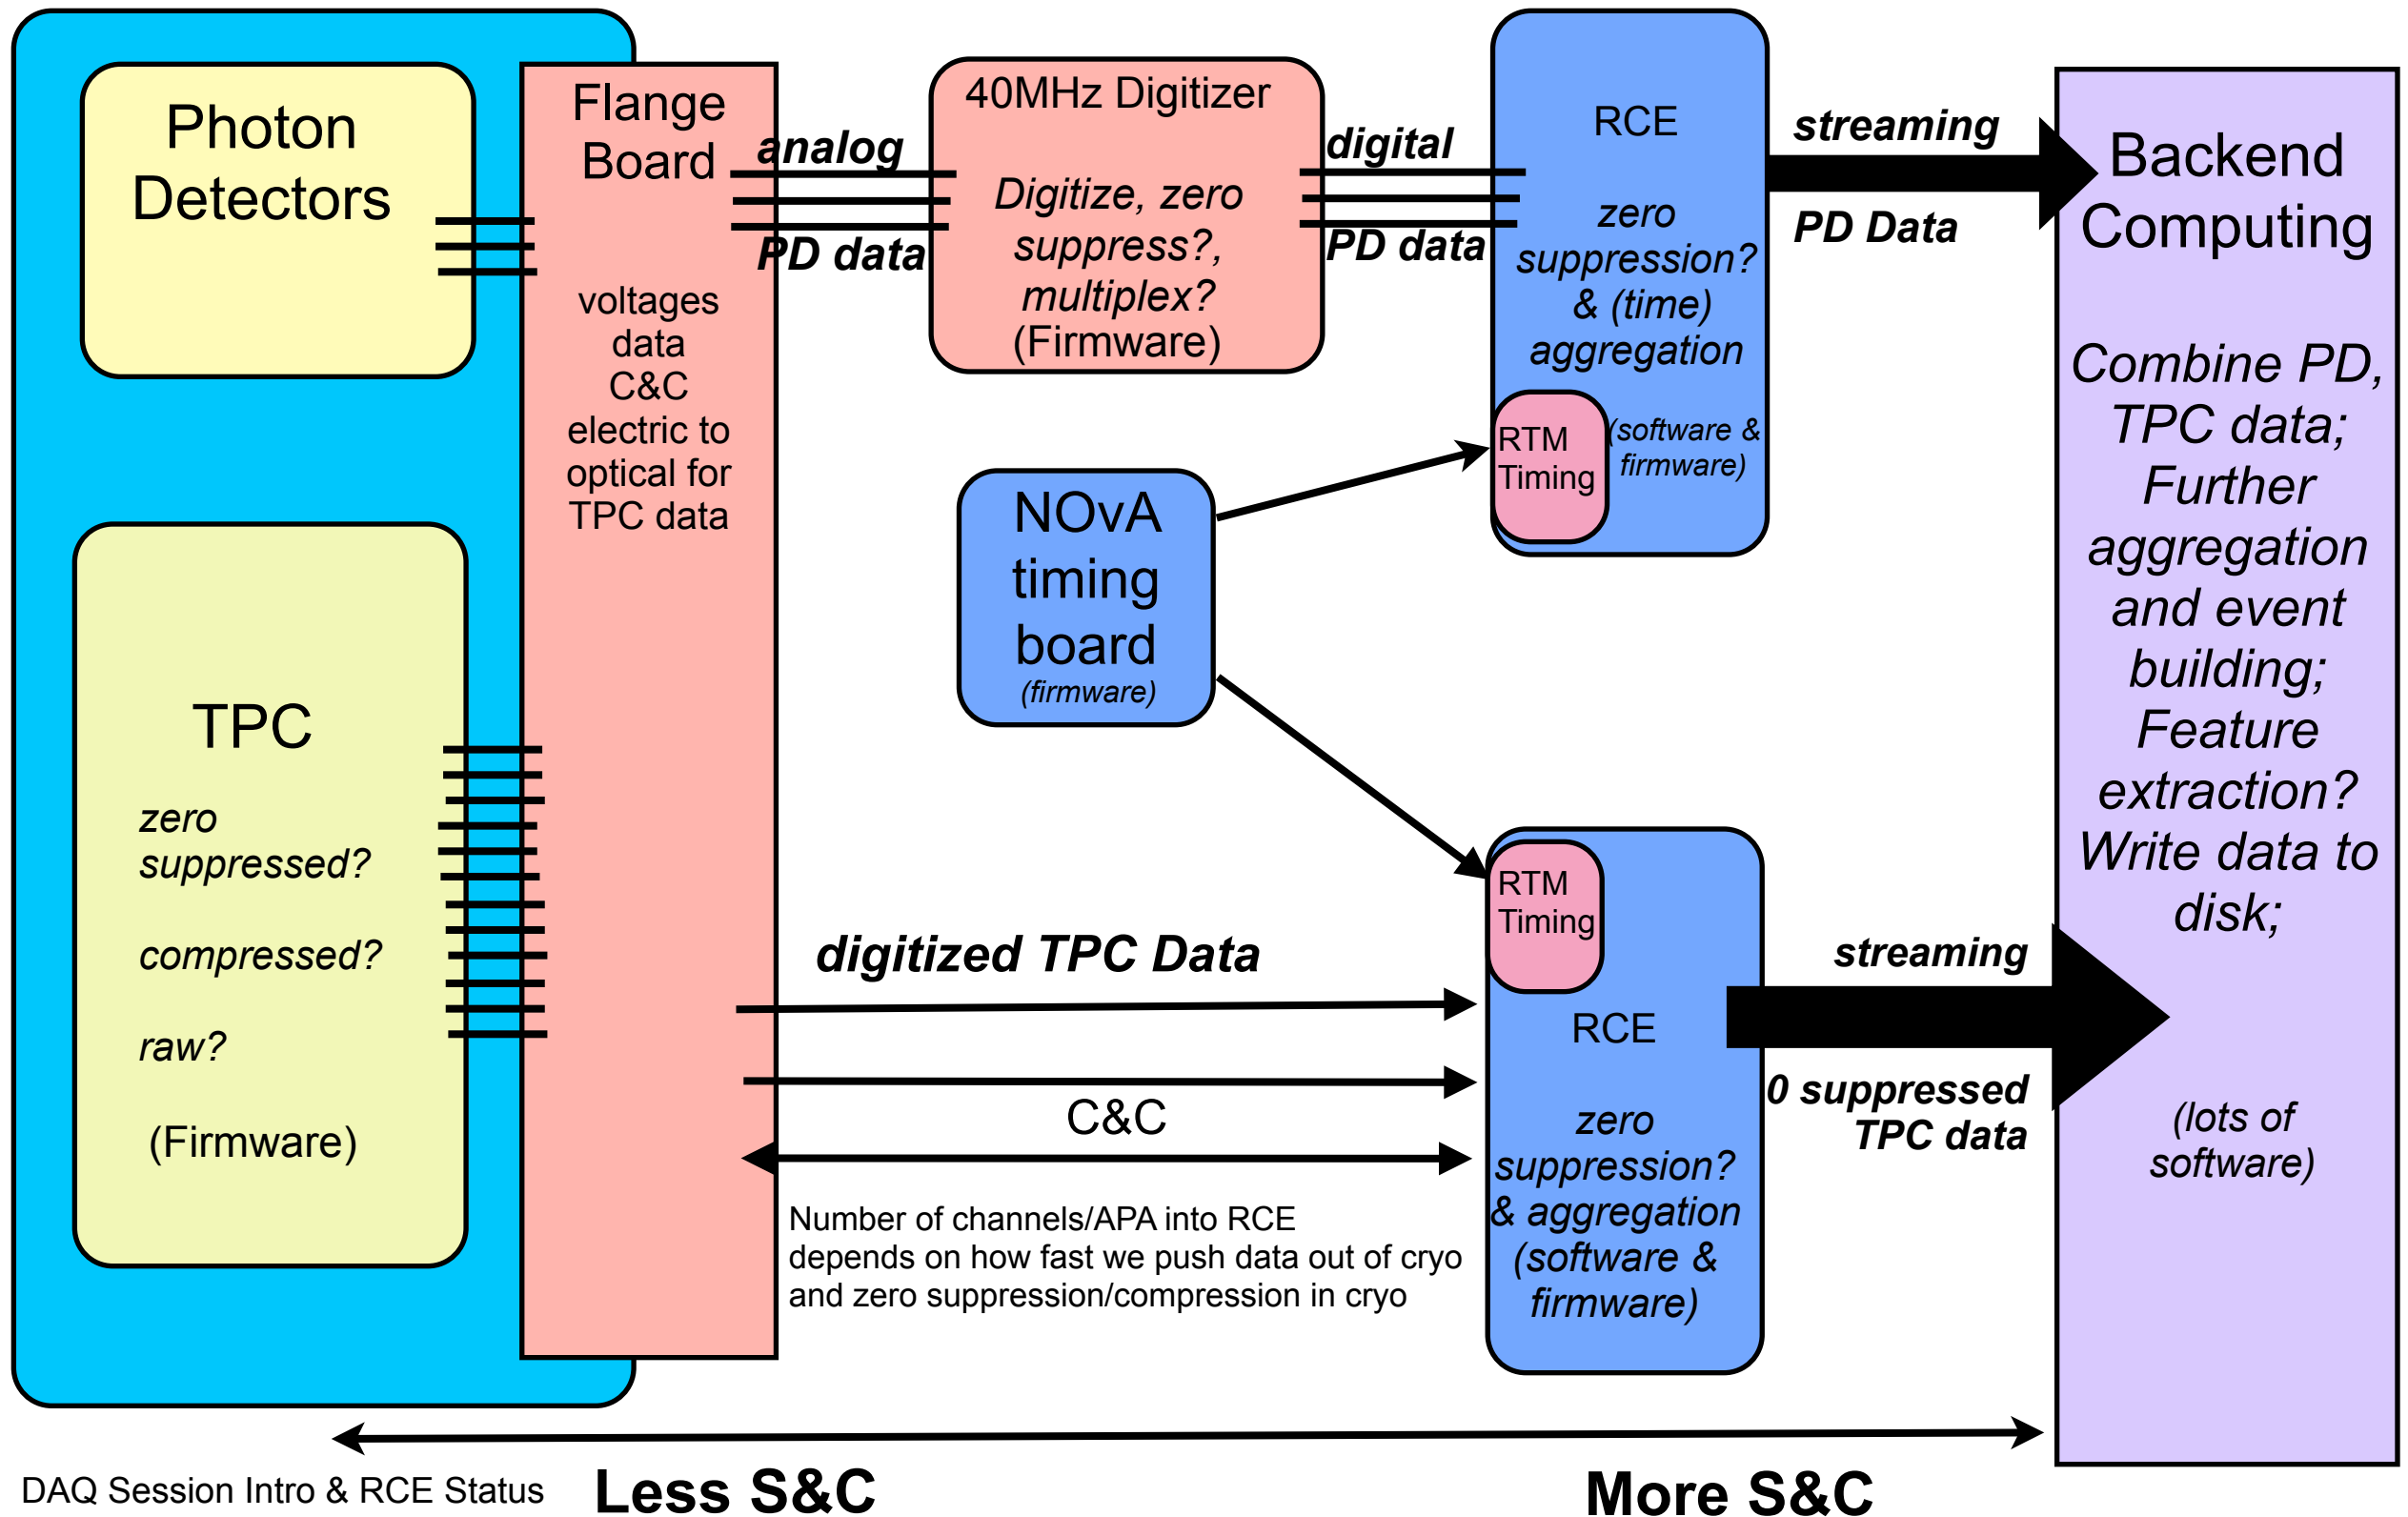 Photon
Detectors
Flange
Board
voltages
data
C&C
electric to
optical for
TPC data
analog
PD data
40MHz Digitizer
Digitize, zero
suppress?,
multiplex?
(Firmware)
digital
PD data
RCE
zero
suppression?
& (time)
aggregation
(software &
firmware)
RTM
Timing
streaming
PD Data
Backend
Computing
Combine PD,
TPC data;
Further
aggregation
and event
building;
Feature
extraction?
Write data to
disk;
(lots of
software)
NOvA
timing
board
(firmware)
TPC
zero
suppressed?
compressed?
raw?
(Firmware)
digitized TPC Data
C&C
Number of channels/APA into RCE
depends on how fast we push data out of cryo
and zero suppression/compression in cryo
RTM
Timing
RCE
zero
suppression?
& aggregation
(software &
firmware)
streaming
0 suppressed
TPC data
DAQ Session Intro & RCE Status
Less S&C
More S&C